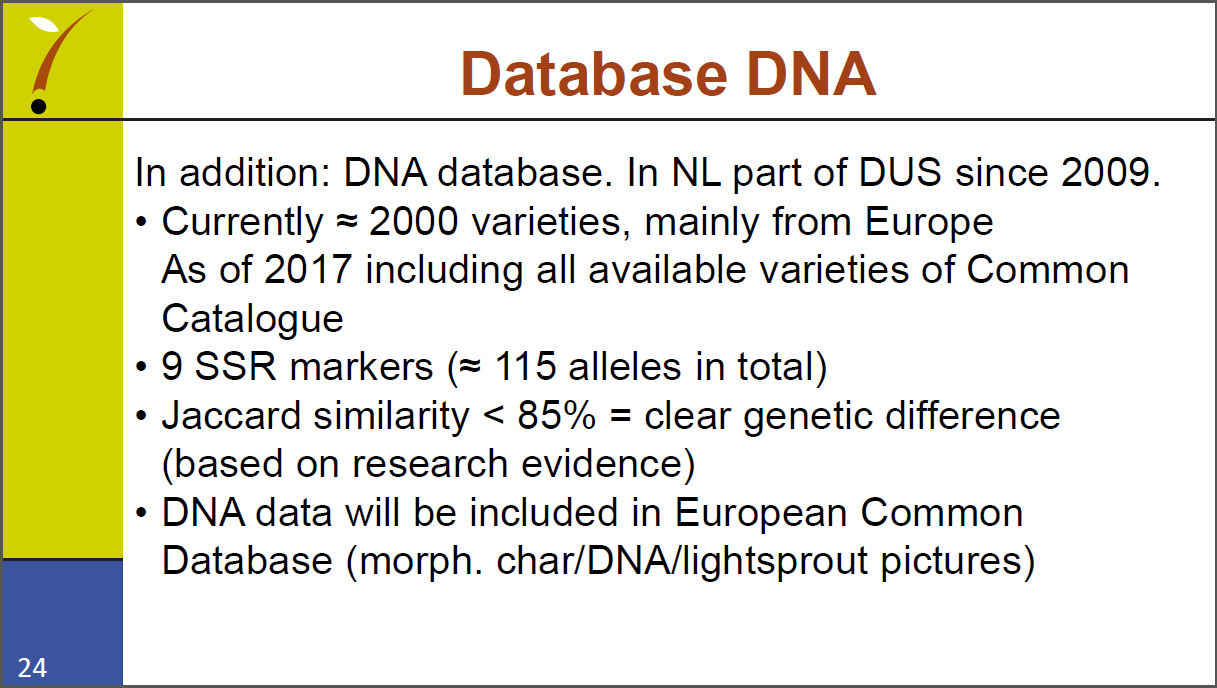 Database DNA
In addition: DNA database. In NL part of DUS since 2009.
• Currently ≈ 2000 varieties, mainly from Europe
As of 2017 including all available varieties of Common
Catalogue
• 9 SSR markers (≈ 115 alleles in total)
• Jaccard similarity < 85% = clear genetic difference
(based on research evidence)
• DNA data will be included in European Common
Database (morph. char/DNA/lightsprout pictures)
24